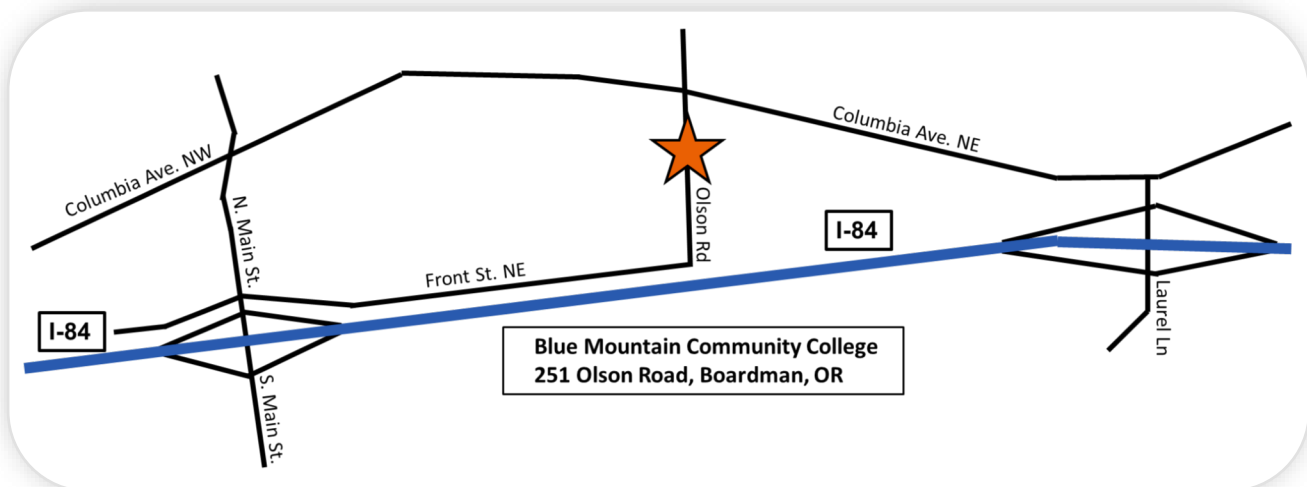 Columbia Ave. NW
Columbia Ave. NE
N. Main St.
Olson Rd
I-84
Front St. NE
I-84
Laurel Ln
Blue Mountain Community College
251 Olson Road, Boardman, OR
S. Main St.